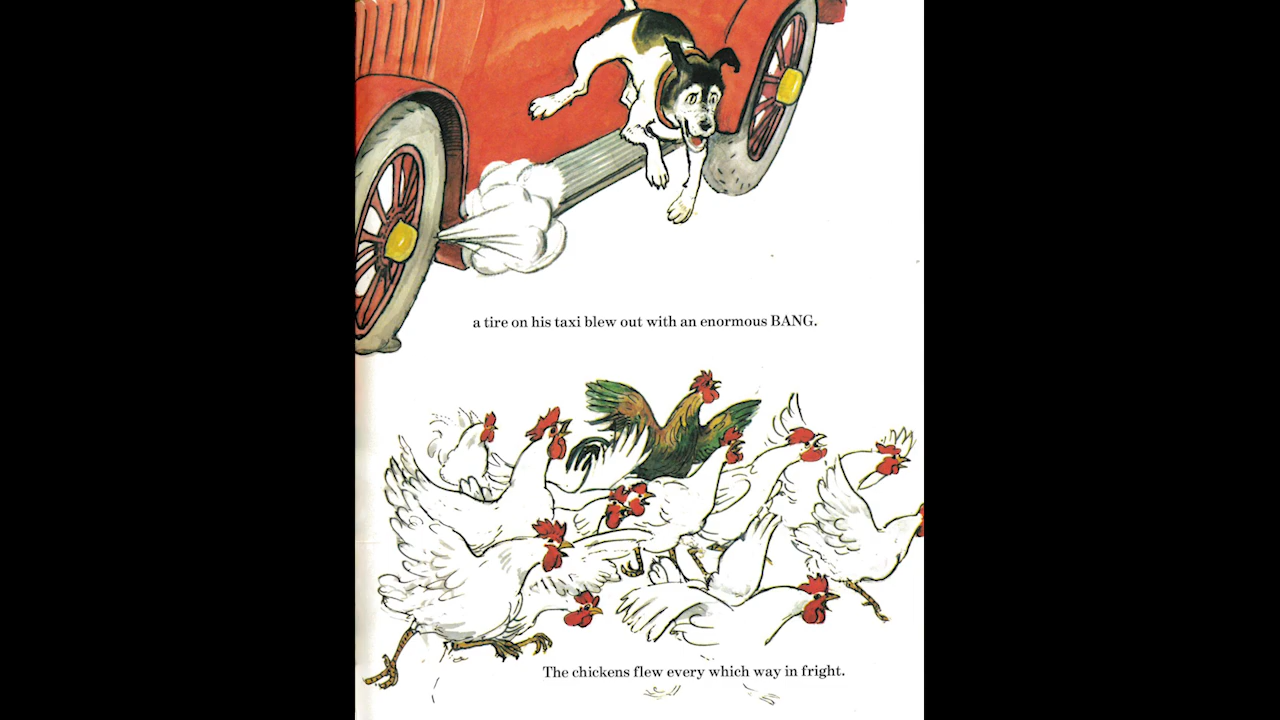 a tire on his taxi blew out with an enormous BANG.
The chickens flew every which way in fright.